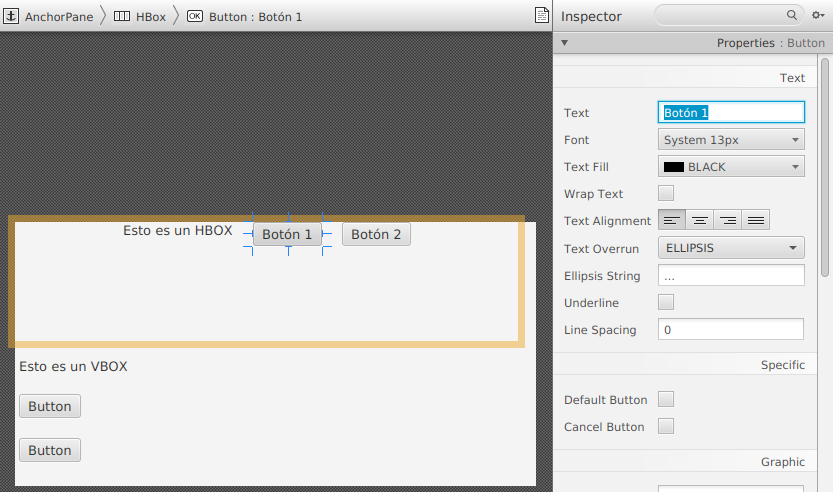 AnchorPane HBox OK Button : Botón 1
Esto es un HBOX Botón 1 Botón 2
Esto es un VBOX
Button
Button
Inspector
Properties : Button
Text
Text Botón 1
Font System 13px
Text Fill BLACK
Wrap Text
Text Alignment
Text Overrun ELLIPSIS
Ellipsis String ...
Underline
Line Spacing 0
Specific
Default Button
Cancel Button
Graphic